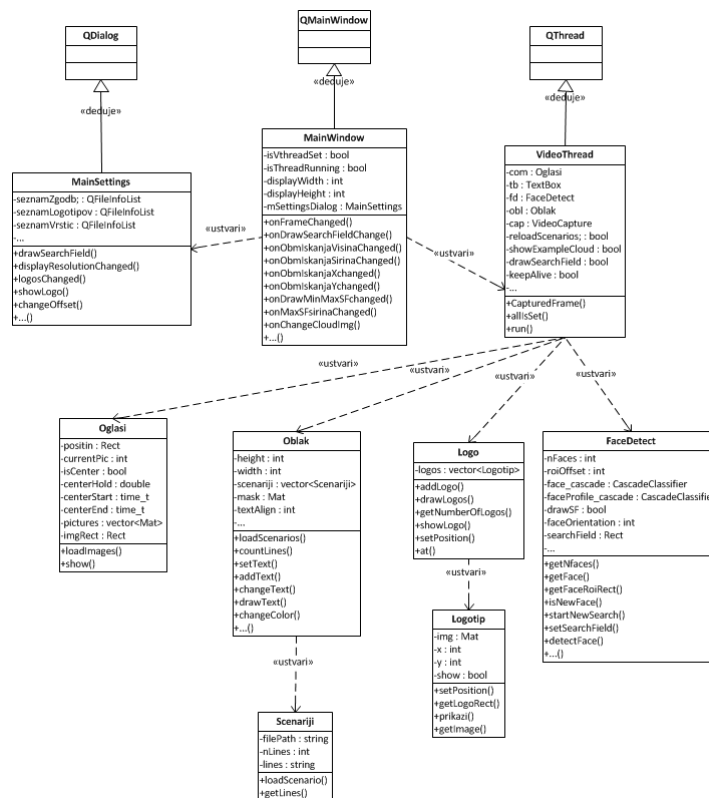 QMainWindow
QDialog
QThread
«deduje»
«deduje»
«deduje»
MainWindow
-isVthreadSet : bool
-isThreadRunning : bool
-displayWidth : int
-displayHeight : int
-mSettingsDialog : MainSettings
+onFrameChanged()
+onDrawSearchFieldChange()
+onObmIskanjaVisinaChanged()
+onObmIskanjaSirinaChanged()
+onObmIskanjaXchanged()
+onObmIskanjaYchanged()
+onDrawMinMaxSFchanged()
+onMaxSFsirinaChanged()
+onChangeCloudImg()
+...()
MainSettings
-seznamZgodb; : QFileInfoList
-seznamLogotipov : QFileInfoList
-seznamVrstic : QFileInfoList
-...
+drawSearchField()
+displayResolutionChanged()
+logosChanged()
+showLogo()
+changeOffset()
+...()
«ustvari»
«ustvari»
VideoThread
-com : Oglasi
-tb : TextBox
-fd : FaceDetect
-obl : Oblak
-cap : VideoCapture
-reloadScenarios; : bool
-showExampleCloud : bool
-drawSearchField : bool
-keepAlive : bool
-...
+CapturedFrame()
+allIsSet()
+run()
«ustvari»
«ustvari»
«ustvari»
«ustvari»
Oglasi
-positin : Rect
-currentPic : int
-isCenter : bool
-centerHold : double
-centerStart : time_t
-centerEnd : time_t
-pictures : vector<Mat>
-imgRect : Rect
+loadImages()
+show()
Oblak
-height : int
-width : int
-scenariji : vector<Scenariji>
-mask : Mat
-textAlign : int
-...
+loadScenarios()
+countLines()
+setText()
+addText()
+changeText()
+drawText()
+changeColor()
+...()
Logo
-logos : vector<Logotip>
+addLogo()
+drawLogos()
+getNumberOfLogos()
+showLogo()
+setPosition()
+at()
FaceDetect
-nFaces : int
-roiOffset : int
-face_cascade : CascadeClassifier
-faceProfile_cascade : CascadeClassifier
-drawSF : bool
-faceOrientation : int
-searchField : Rect
-...
+getNfaces()
+getFace()
+getFaceRoiRect()
+isNewFace()
+startNewSearch()
+setSearchField()
+detectFace()
+...()
«ustvari»
Logotip
-img : Mat
-x : int
-y : int
-show : bool
+setPosition()
+getLogoRect()
+prikazi()
+getImage()
«ustvari»
Scenariji
-filePath : string
-nLines : int
-lines : string
+loadScenario()
+getLines()